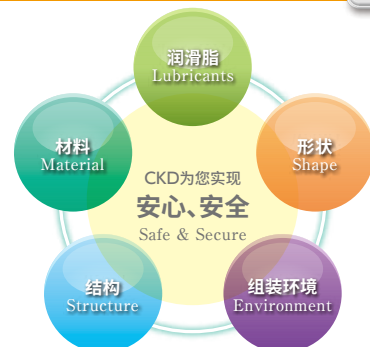 润滑脂
Lubricants
材料
Material
形状
Shape
CKD为您实现
安心、安全
Safe & Secure
结构
Structure
组装环境
Environment